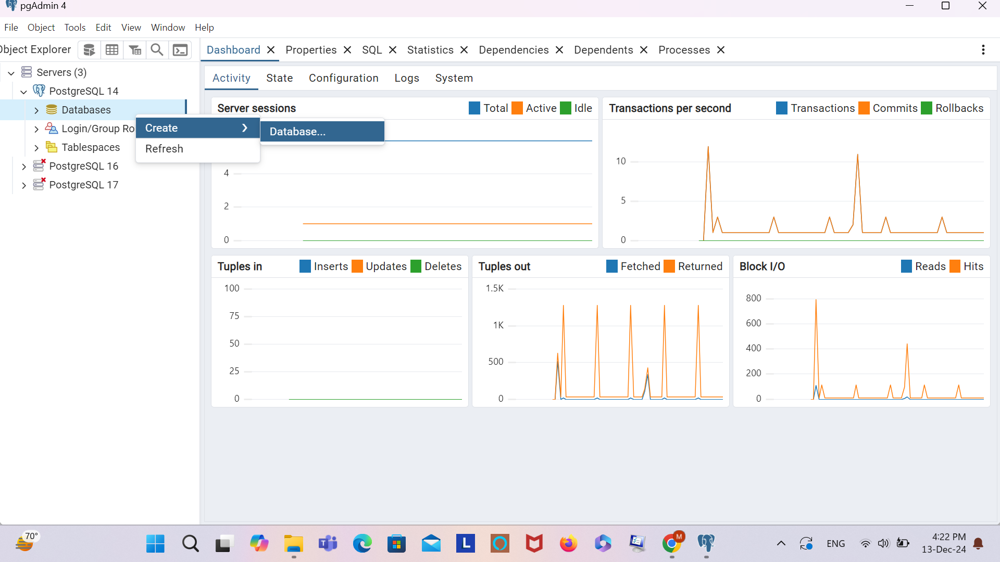 pgAdmin 4
File Object Tools Edit View Window Help
Object Explorer
Dashboard Properties SQL Statistics Dependencies Dependents Processes
Servers (3)
PostgreSQL 14
Databases
Login/Group Ro
Tablespaces
PostgreSQL 16
PostgreSQL 17
Create
Refresh
Database...
Activity State Configuration Logs System
Server sessions Total Active Idle
4
2
0
Transactions per second Transactions Commits Rollbacks
10
5
0
Tuples in Inserts Updates Deletes
100
75
50
25
0
Tuples out Fetched Returned
1.5K
1K
500
0
Block I/O Reads Hits
800
600
400
200
0
70°
T
L
M
ENG
4:22 PM
13-Dec-24